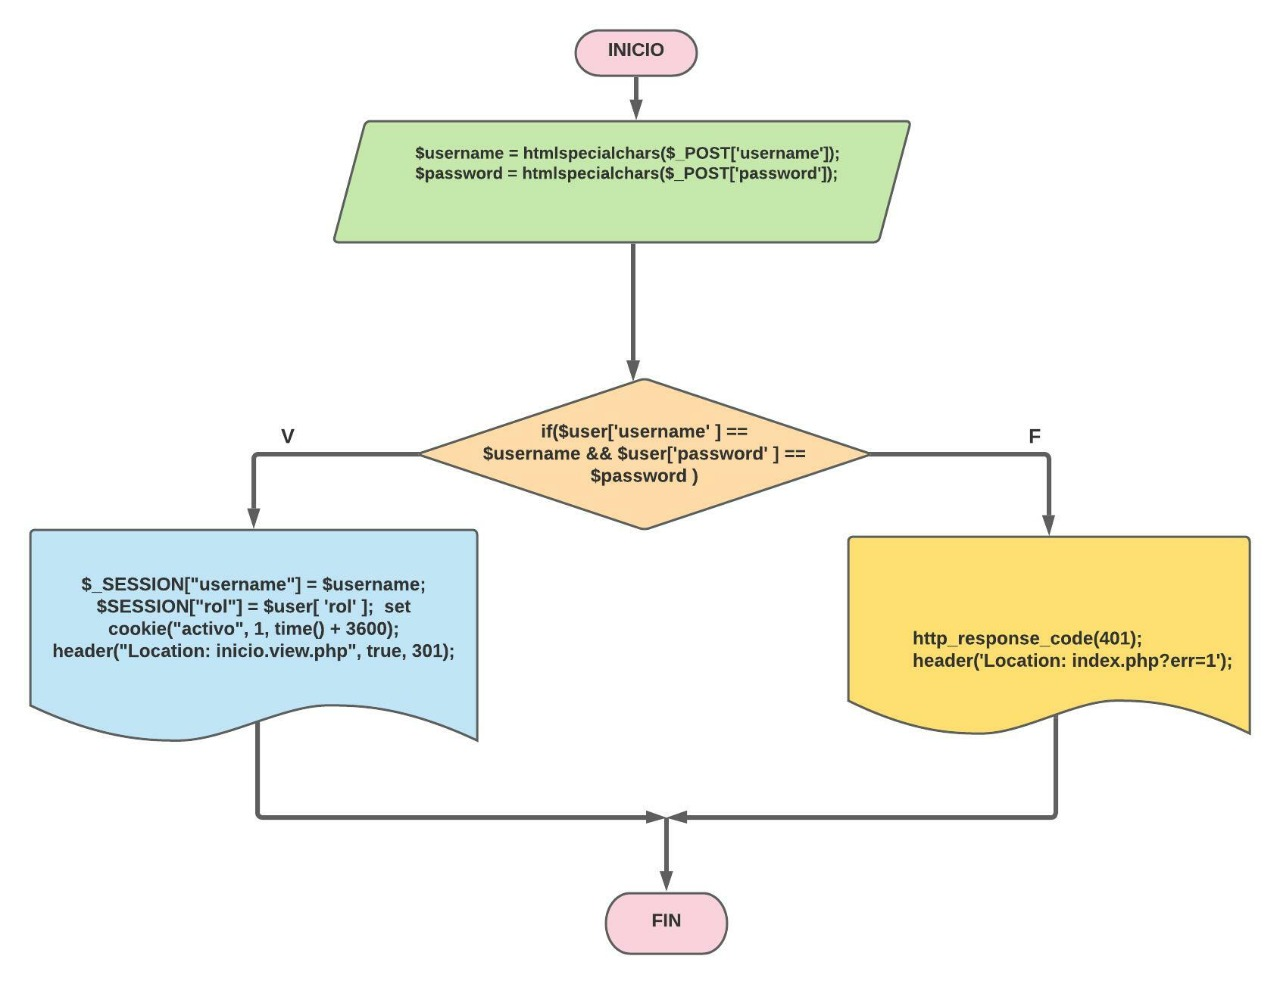 INICIO
$username = htmlspecialchars($_POST['username']);
$password = htmlspecialchars($_POST['password']);
if($user['username' ] ==
$username && $user['password' ] ==
$password )
V
F
$_SESSION["username"] = $username;
$SESSION["rol"] = $user[ 'rol' ];  set
cookie("activo", 1, time() + 3600);
header("Location: inicio.view.php", true, 301);
http_response_code(401);
header('Location: index.php?err=1');
FIN